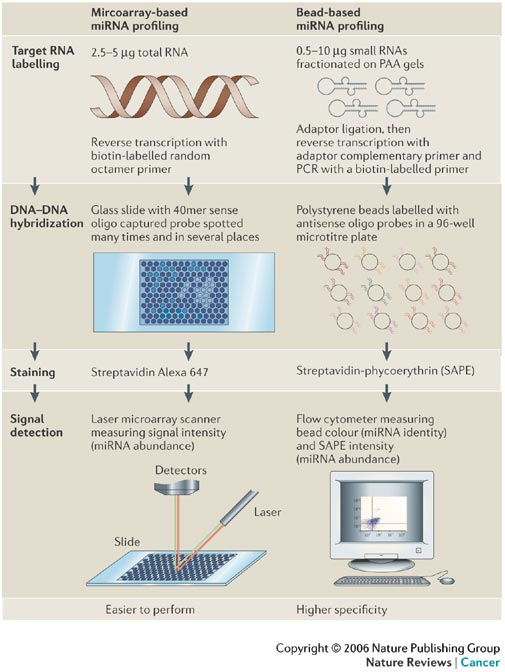 Mircoarray-based
miRNA profiling
Bead-based
miRNA profiling
Target RNA
labelling
2.5–5 µg total RNA
0.5–10 µg small RNAs
fractionated on PAA gels
Reverse transcription with
biotin-labelled random
octamer primer
Adaptor ligation, then
reverse transcription with
adaptor complementary primer and
PCR with a biotin-labelled primer
DNA–DNA
hybridization
Glass slide with 40mer sense
oligo captured probe spotted
many times and in several places
Polystyrene beads labelled with
antisense oligo probes in a 96-well
microtitre plate
Staining
Streptavidin Alexa 647
Streptavidin-phycoerythrin (SAPE)
Signal
detection
Laser microarray scanner
measuring signal intensity
(miRNA abundance)
Flow cytometer measuring
bead colour (miRNA identity)
and SAPE intensity
(miRNA abundance)
Detectors
Laser
Slide
Easier to perform
Higher specificity
Copyright © 2006 Nature Publishing Group
Nature Reviews | Cancer